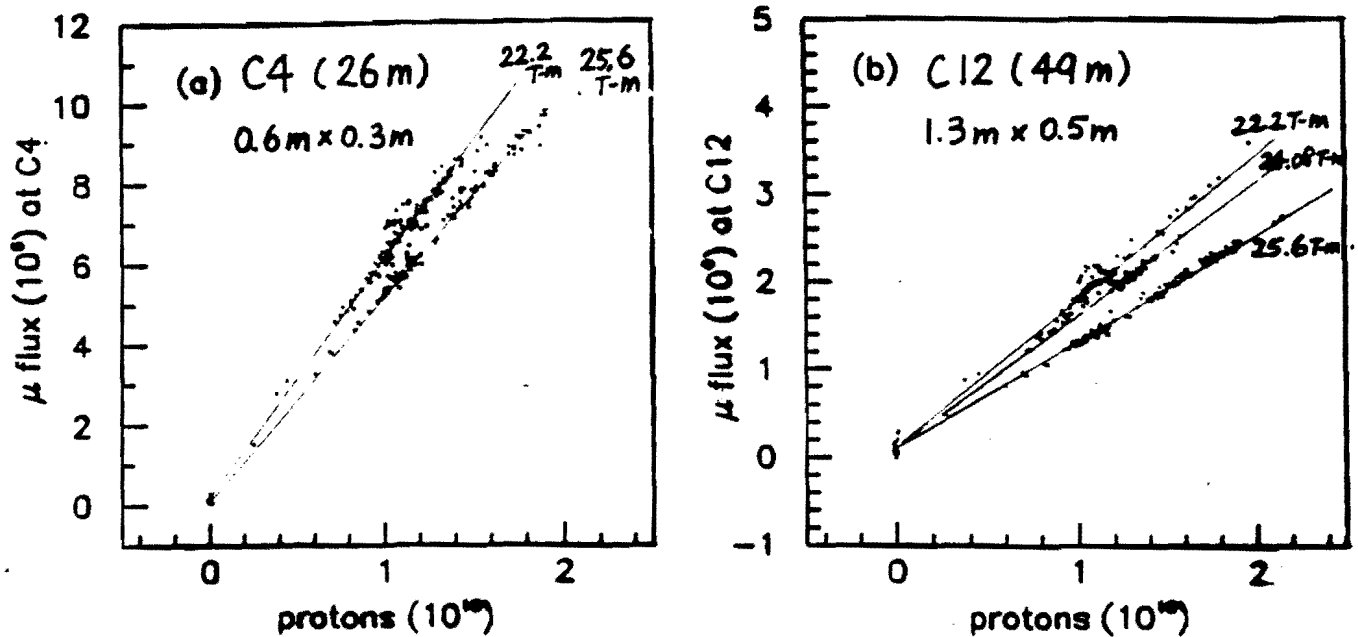 (a) C4 (26m)
0.6m × 0.3m
22.2 T-m
25.6 T-m
μ flux (10⁶) at C4
12
10
8
6
4
2
0
0 1 2
protons (10¹⁰)
(b) C12 (49m)
1.3m × 0.5m
22.2T-m
25.6T-m
μ flux (10⁶) at C12
5
4
3
2
1
0
-1
0 1 2
protons (10¹⁰)